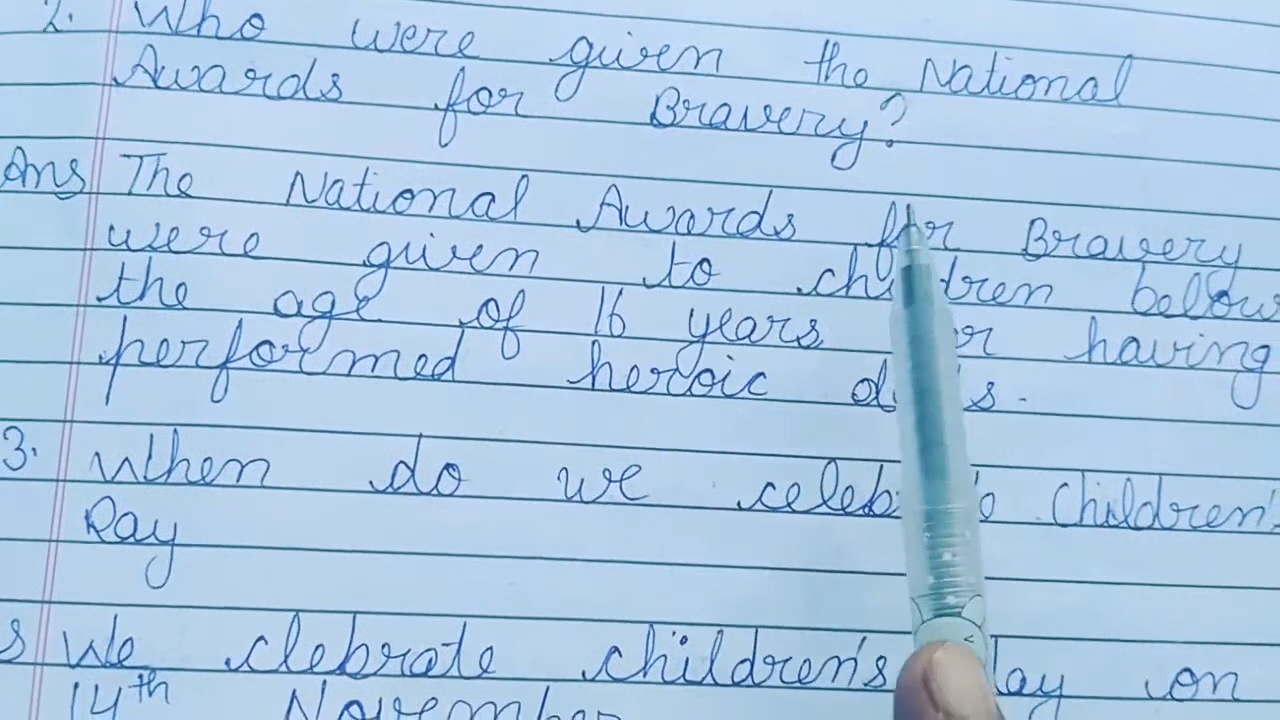 2. Who were given the National
Awards for Bravery?
Ans The National Awards for Bravery
were given to children below
the age of 16 years having
performed heroic
3. When do we Children's
Day
We clebrate children's on
14th November